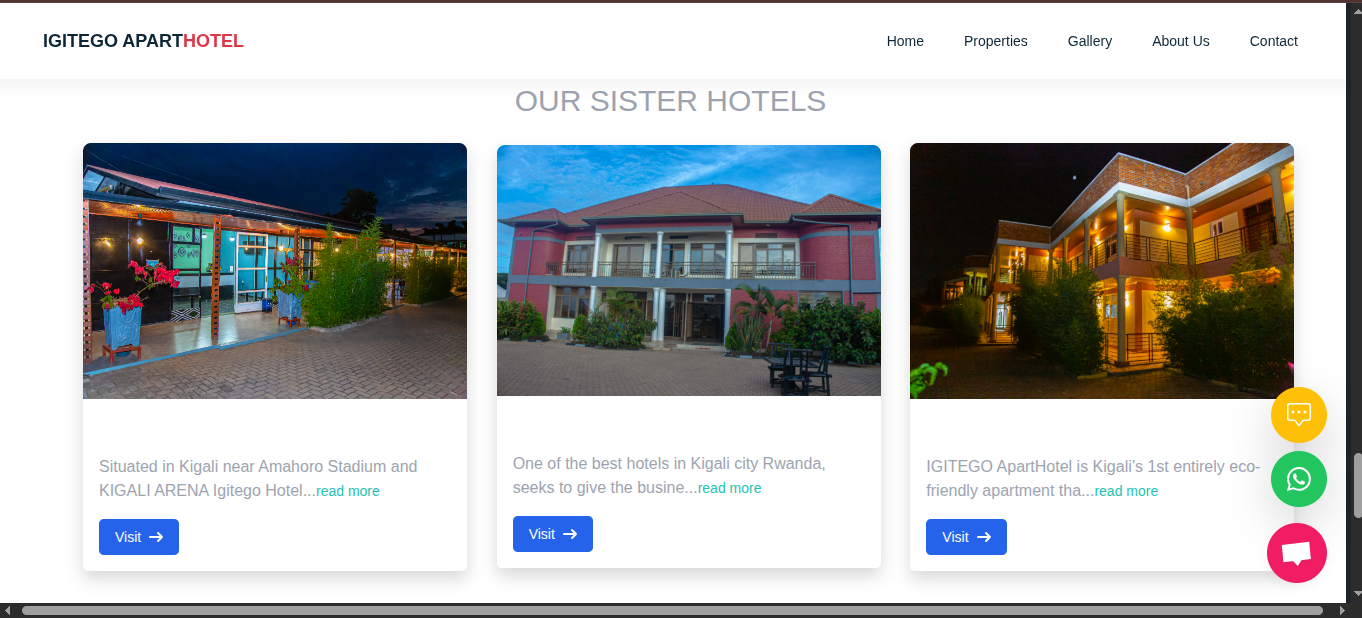 IGITEGO APARTHOTEL
Home Properties Gallery About Us Contact
OUR SISTER HOTELS
Situated in Kigali near Amahoro Stadium and
KIGALI ARENA Igitego Hotel...read more
Visit
One of the best hotels in Kigali city Rwanda,
seeks to give the busine...read more
Visit
IGITEGO ApartHotel is Kigali's 1st entirely eco-
friendly apartment tha...read more
Visit